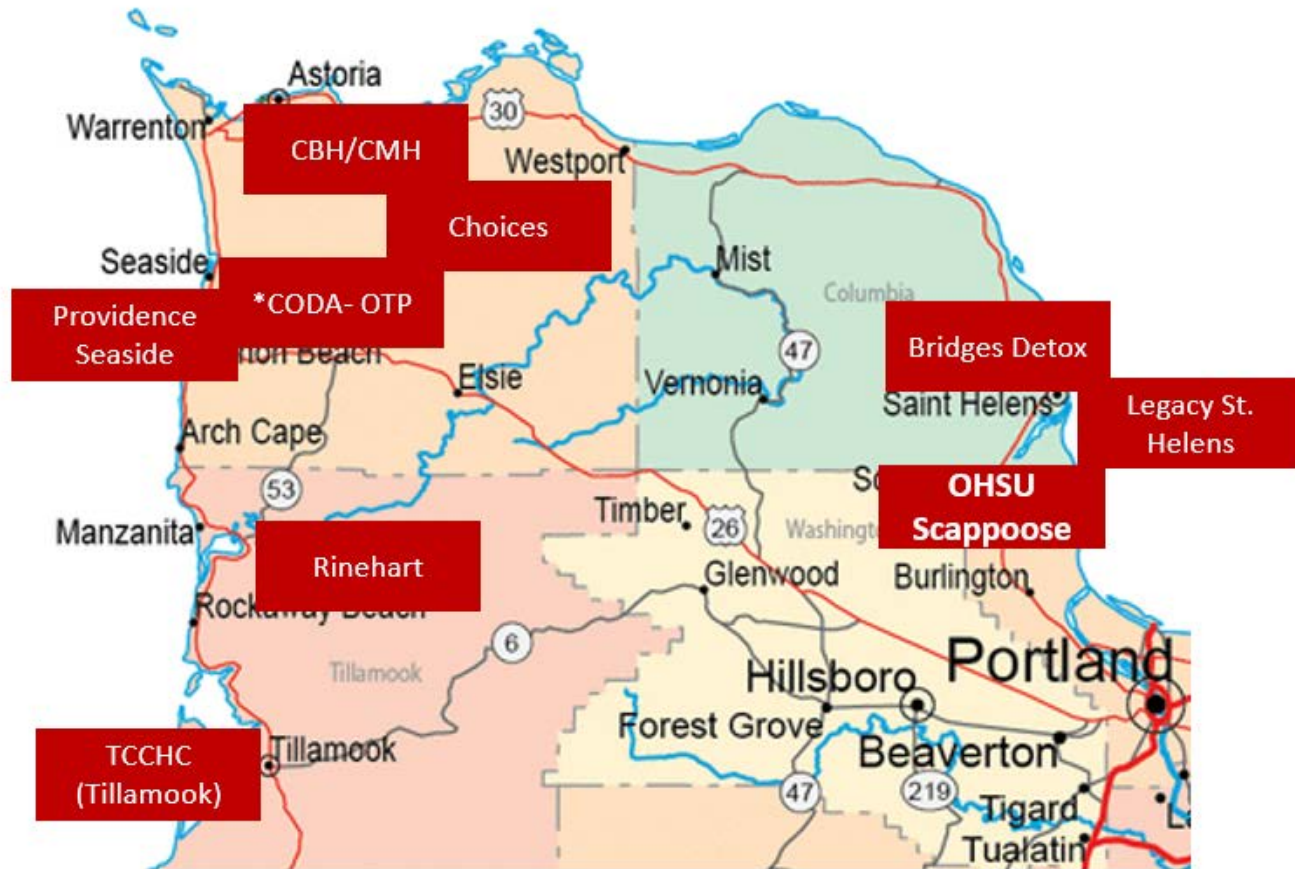 Astoria
Warrenton
30
CBH/CMH
Westport
Choices
Seaside
Mist
*CODA- OTP
Columbia
Providence
Seaside
Bridges Detox
47
Elsie
Vernonia
Saint Helens
Legacy St.
Helens
Arch Cape
53
OHSU
Scappoose
Manzanita
Timber
26
Rinehart
Glenwood
Burlington
6
Tillamook
Portland
Hillsboro
Forest Grove
TCCHC
(Tillamook)
Tillamook
Beaverton
47
219
Tigard
Tualatin